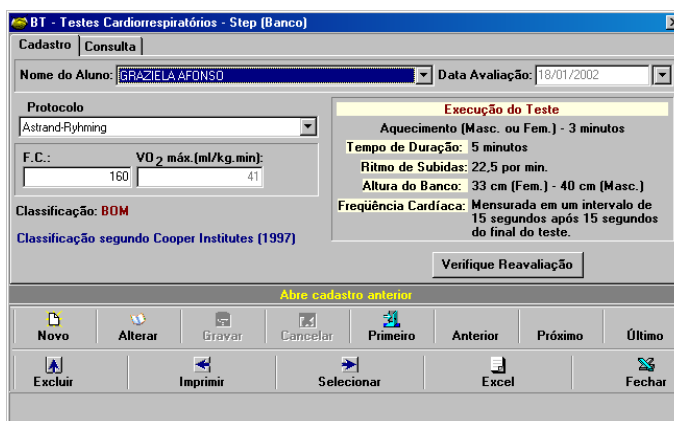 BT - Testes Cardiorrespiratórios - Step (Banco)
Cadastro Consulta
Nome do Aluno: GRAZIELA AFONSO Data Avaliação: 18/01/2002
Protocolo
Astrand-Ryhming
F.C.: VO2 máx.(ml/kg.min):
160 41
Classificação: BOM
Classificação segundo Cooper Institutes (1997)
Execução do Teste
Aquecimento (Masc. ou Fem.) - 3 minutos
Tempo de Duração: 5 minutos
Ritmo de Subidas: 22,5 por min.
Altura do Banco: 33 cm (Fem.) - 40 cm (Masc.)
Freqüência Cardíaca: Mensurada em um intervalo de
15 segundos após 15 segundos
do final do teste.
Verifique Reavaliação
Abre cadastro anterior
Novo Alterar Gravar Cancelar Primeiro Anterior Próximo Último
Excluir Imprimir Selecionar Excel Fechar